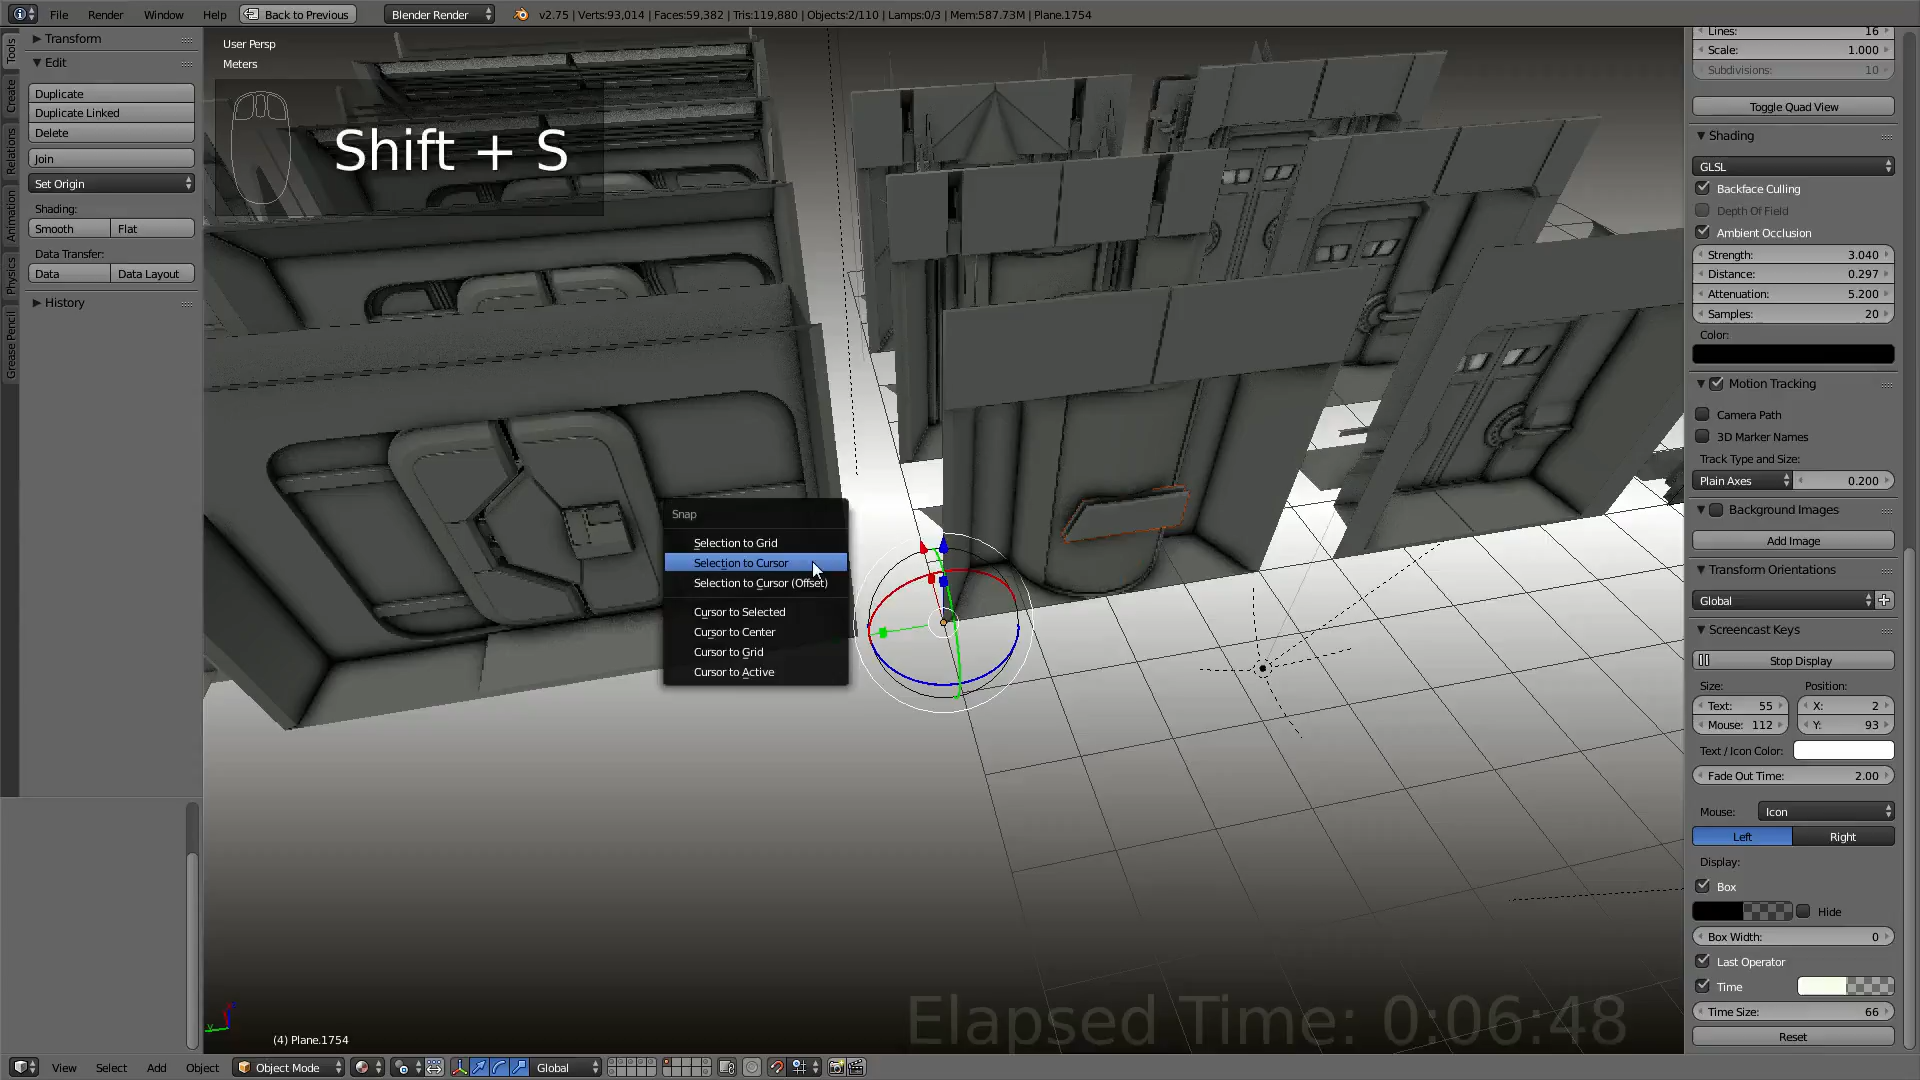 File
Render
Window
Help
Back to Previous
Blender Render
v2.75 | Verts:93,014 | Faces:59,382 | Tris:119,880 | Objects:2/110 | Lamps:0/3 | Mem:587.73M | Plane.1754
Tools
Create
Relations
Animation
Physics
Grease Pencil
Transform
Edit
Duplicate
Duplicate Linked
Delete
Join
Set Origin
Shading:
Smooth
Flat
Data Transfer:
Data
Data Layout
History
User Persp
Meters
Shift + S
Snap
Selection to Grid
Selection to Cursor
Selection to Cursor (Offset)
Cursor to Selected
Cursor to Center
Cursor to Grid
Cursor to Active
Elapsed Time: 0:06:48
(4) Plane.1754
Lines: 16
Scale: 1.000
Subdivisions: 10
Toggle Quad View
Shading
GLSL
Backface Culling
Depth Of Field
Ambient Occlusion
Strength: 3.040
Distance: 0.297
Attenuation: 5.200
Samples: 20
Color:
Motion Tracking
Camera Path
3D Marker Names
Track Type and Size:
Plain Axes
0.200
Background Images
Add Image
Transform Orientations
Global
Screencast Keys
Stop Display
Size:
Position:
Text: 55
X: 2
Mouse: 112
Y: 93
Text / Icon Color:
Fade Out Time: 2.00
Mouse:
Icon
Left
Right
Display:
Box
Hide
Box Width: 0
Last Operator
Time
Time Size: 66
Reset
View
Select
Add
Object
Object Mode
Global